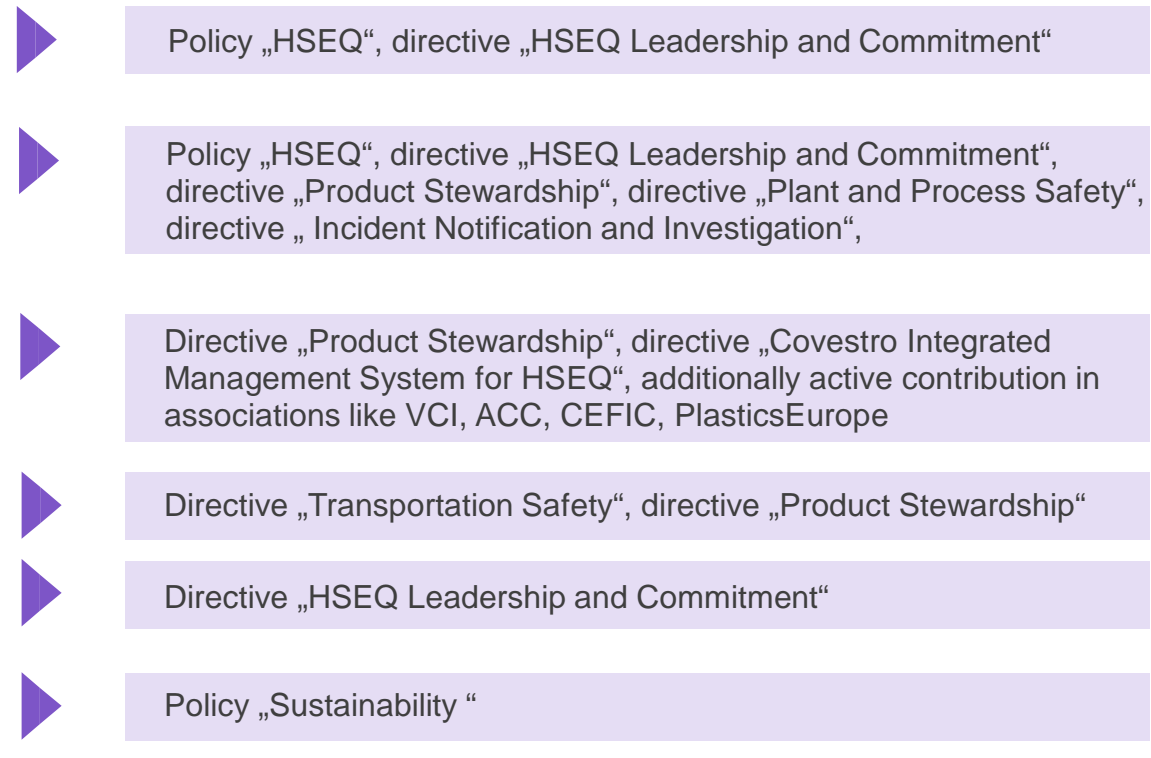 Policy „HSEQ“, directive „HSEQ Leadership and Commitment“
Policy „HSEQ“, directive „HSEQ Leadership and Commitment“,
directive „Product Stewardship“, directive „Plant and Process Safety“,
directive „ Incident Notification and Investigation“,
Directive „Product Stewardship“, directive „Covestro Integrated
Management System for HSEQ“, additionally active contribution in
associations like VCI, ACC, CEFIC, PlasticsEurope
Directive „Transportation Safety“, directive „Product Stewardship“
Directive „HSEQ Leadership and Commitment“
Policy „Sustainability “